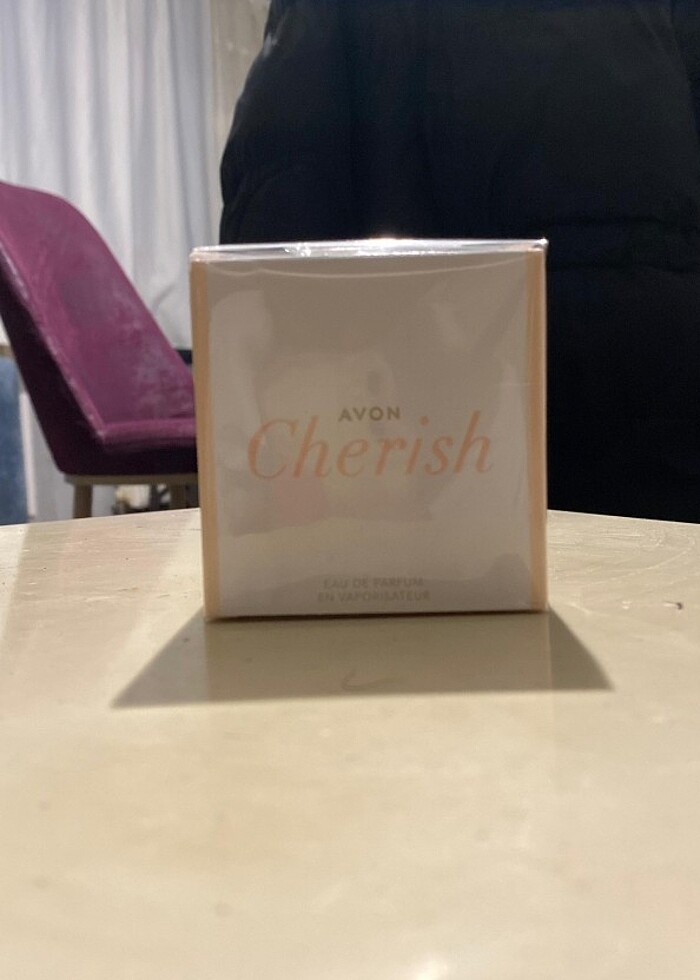 AVON
Cherish
EAU DE PARFUM
EN VAPORISATEUR